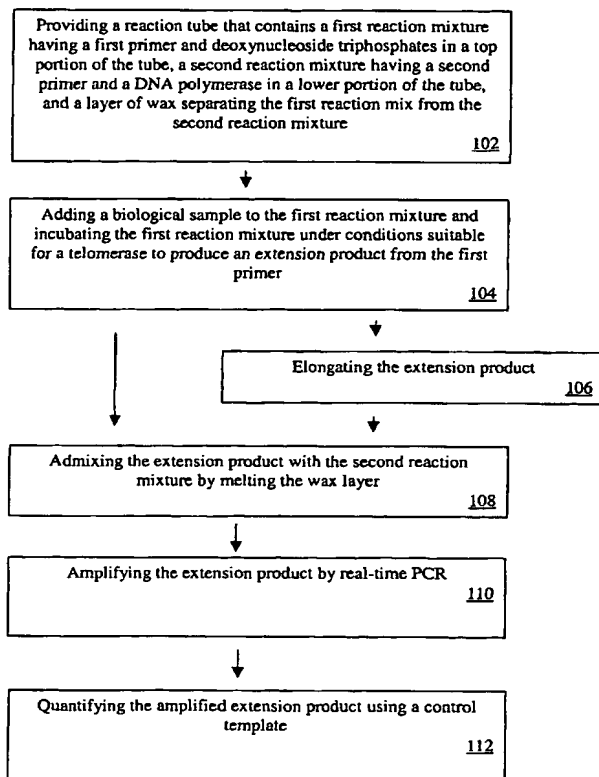 Providing a reaction tube that contains a first reaction mixture
having a first primer and deoxynucleoside triphosphates in a top
portion of the tube, a second reaction mixture having a second
primer and a DNA polymerase in a lower portion of the tube,
and a layer of wax separating the first reaction mix from the
second reaction mixture
102
Adding a biological sample to the first reaction mixture and
incubating the first reaction mixture under conditions suitable
for a telomerase to produce an extension product from the first
primer
104
Elongating the extension product
106
Admixing the extension product with the second reaction
mixture by melting the wax layer
108
Amplifying the extension product by real-time PCR
110
Quantifying the amplified extension product using a control
template
112